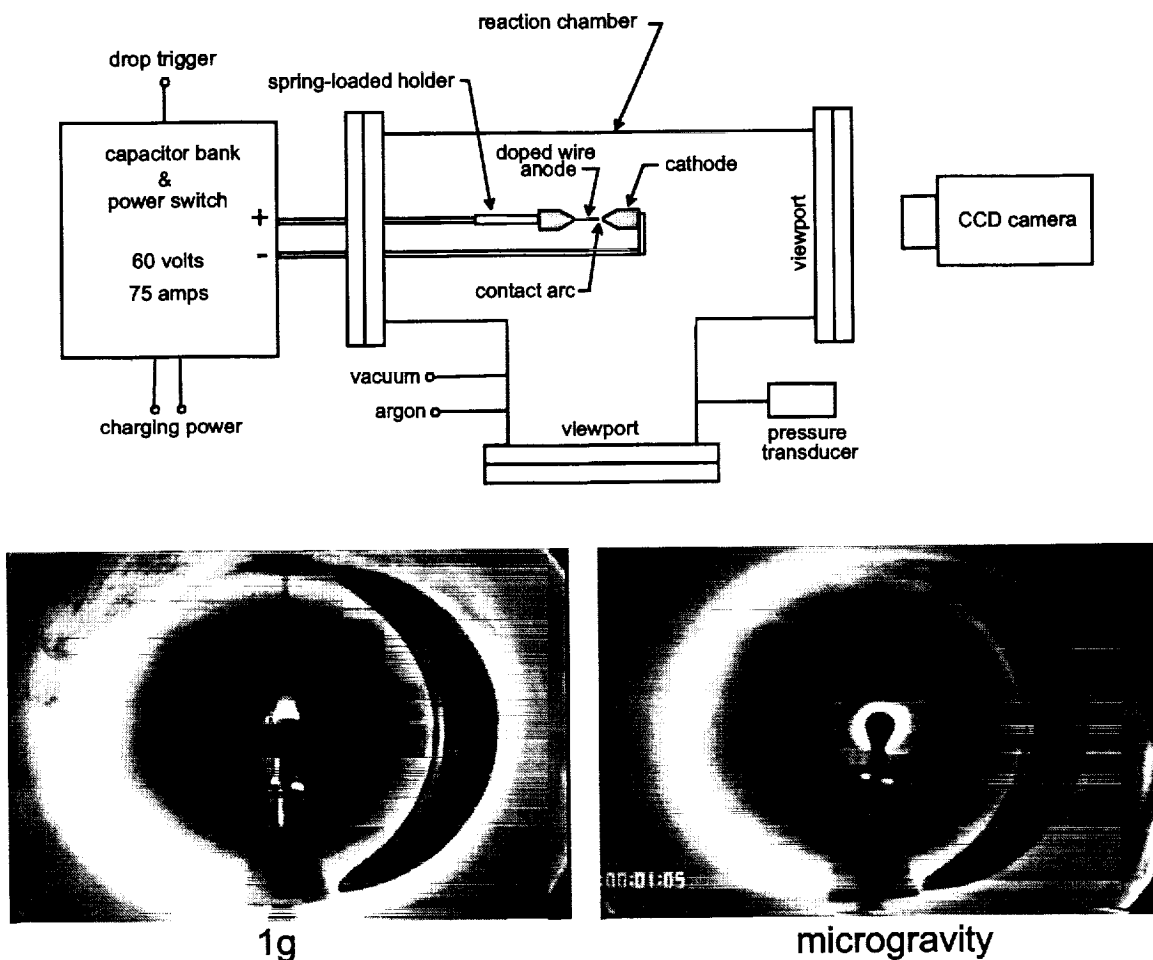 reaction chamber
drop trigger
spring-loaded holder
capacitor bank
&
power switch
+
-
60 volts
75 amps
doped wire
anode
cathode
viewport
CCD camera
contact arc
vacuum
argon
charging power
viewport
pressure
transducer
00:01:05
1g
microgravity